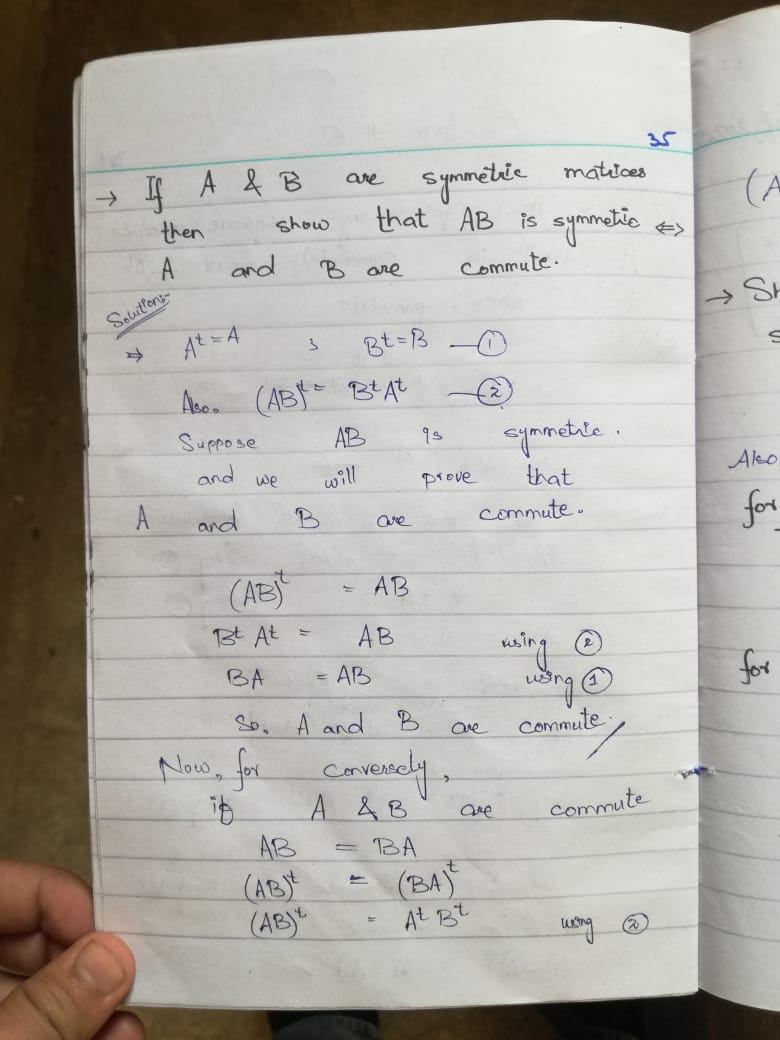 35
→ If A & B are symmetric matrices
then show that AB is symmetic ⇔
A and B are commute.
Solution:-
⇒ A^t = A ; B^t = B —①
Also. (AB)^t = B^t A^t —②
Suppose AB is symmetric.
and we will prove that
A and B are commute.
(AB)^t = AB
B^t A^t = AB using ②
BA = AB using ①
So, A and B are commute.
Now, for conversely,
if A & B are commute
AB = BA
(AB)^t = (BA)^t
(AB)^t = A^t B^t using ②
(A
→ Sh
s
Also
for
for